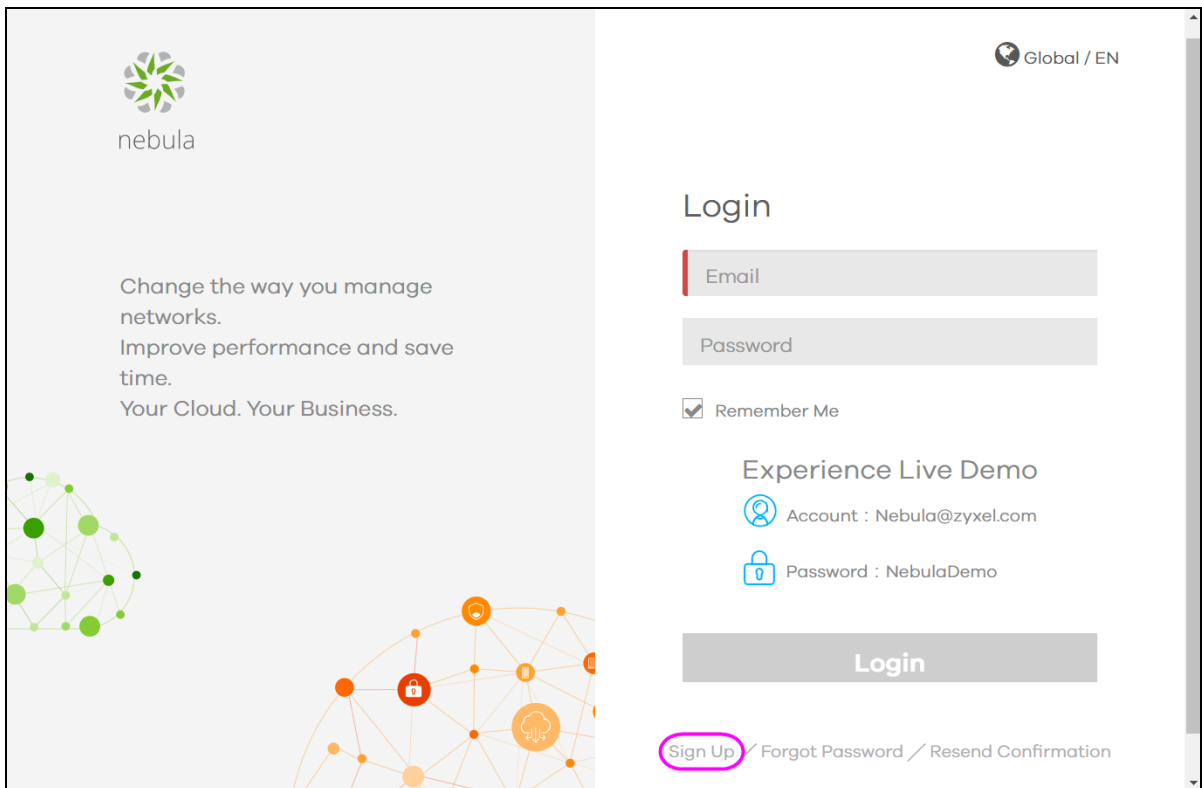 nebula
Change the way you manage
networks.
Improve performance and save
time.
Your Cloud. Your Business.
Global / EN
Login
Email
Password
Remember Me
Experience Live Demo
Account : Nebula@zyxel.com
Password : NebulaDemo
Login
Sign Up / Forgot Password / Resend Confirmation